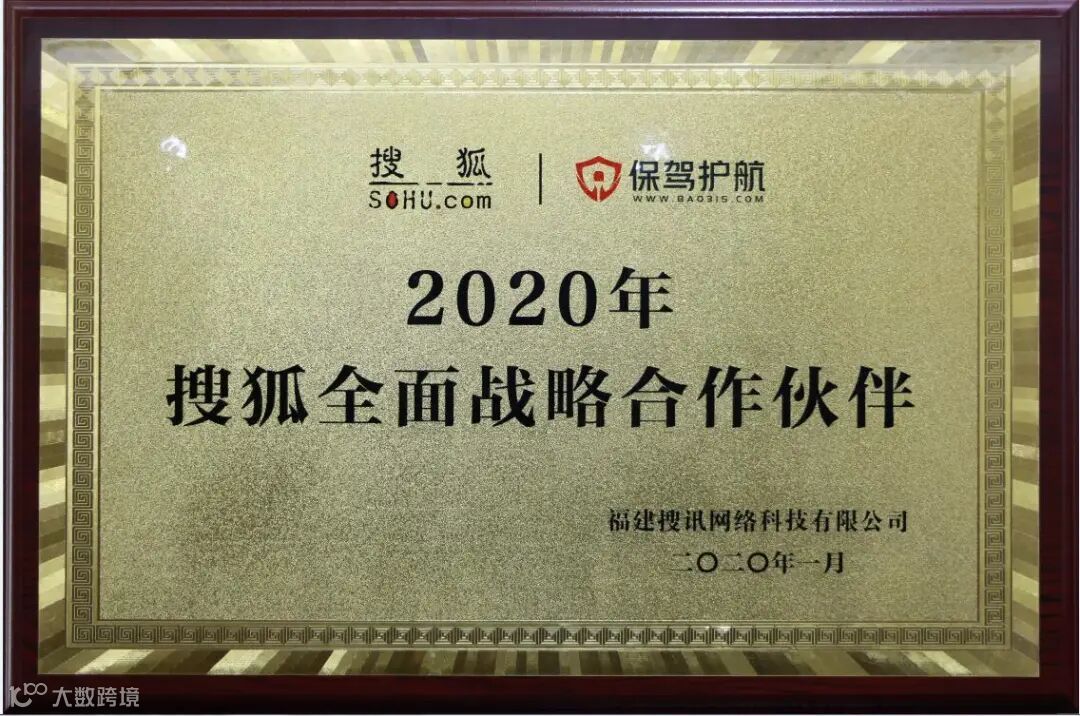 搜狐 保驾护航
SOHU.com WWW.BAO315.COM
2020年
搜狐全面战略合作伙伴
福建搜讯网络科技有限公司
二〇二〇年一月
大数跨境